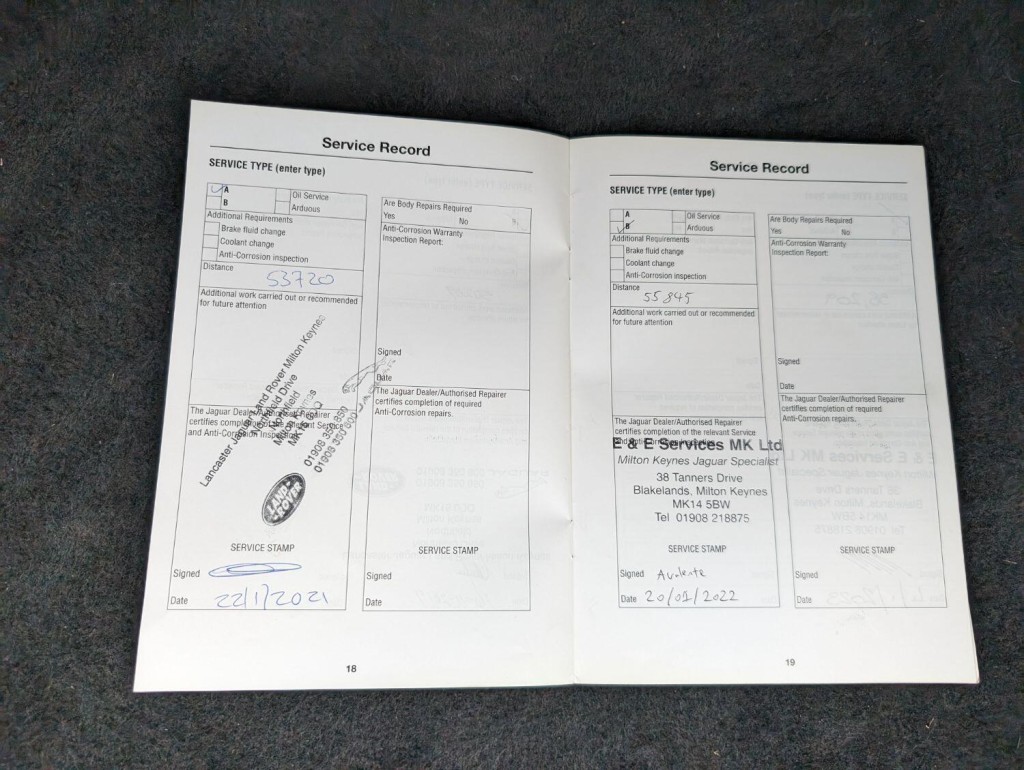 Service Record
SERVICE TYPE (enter type)
A
B
Oil Service
Arduous
Additional Requirements
Brake fluid change
Coolant change
Anti-Corrosion inspection
Distance
53720
Additional work carried out or recommended
for future attention
Lancaster Jaguar Land Rover Milton Keynes
Drive
The Jaguar Dealer/Authorised Repairer
certifies completion of the relevant Service
and Anti-Corrosion Inspection
LAND-
ROVER
SERVICE STAMP
Signed
Date 22/1/2021
Are Body Repairs Required
Yes No
Anti-Corrosion Warranty
Inspection Report:
Signed
Date
The Jaguar Dealer/Authorised Repairer
certifies completion of required
Anti-Corrosion repairs.
SERVICE STAMP
Signed
Date
18
Service Record
SERVICE TYPE (enter type)
A
B
Oil Service
Arduous
Additional Requirements
Brake fluid change
Coolant change
Anti-Corrosion inspection
Distance
55845
Additional work carried out or recommended
for future attention
The Jaguar Dealer/Authorised Repairer
certifies completion of the relevant Service
E & E Services MK Ltd
Milton Keynes Jaguar Specialist
38 Tanners Drive
Blakelands, Milton Keynes
MK14 5BW
Tel 01908 218875
SERVICE STAMP
Signed
Date 20/01/2022
Are Body Repairs Required
Yes No
Anti-Corrosion Warranty
Inspection Report:
Signed
Date
The Jaguar Dealer/Authorised Repairer
certifies completion of required
Anti-Corrosion repairs.
SERVICE STAMP
Signed
Date
19